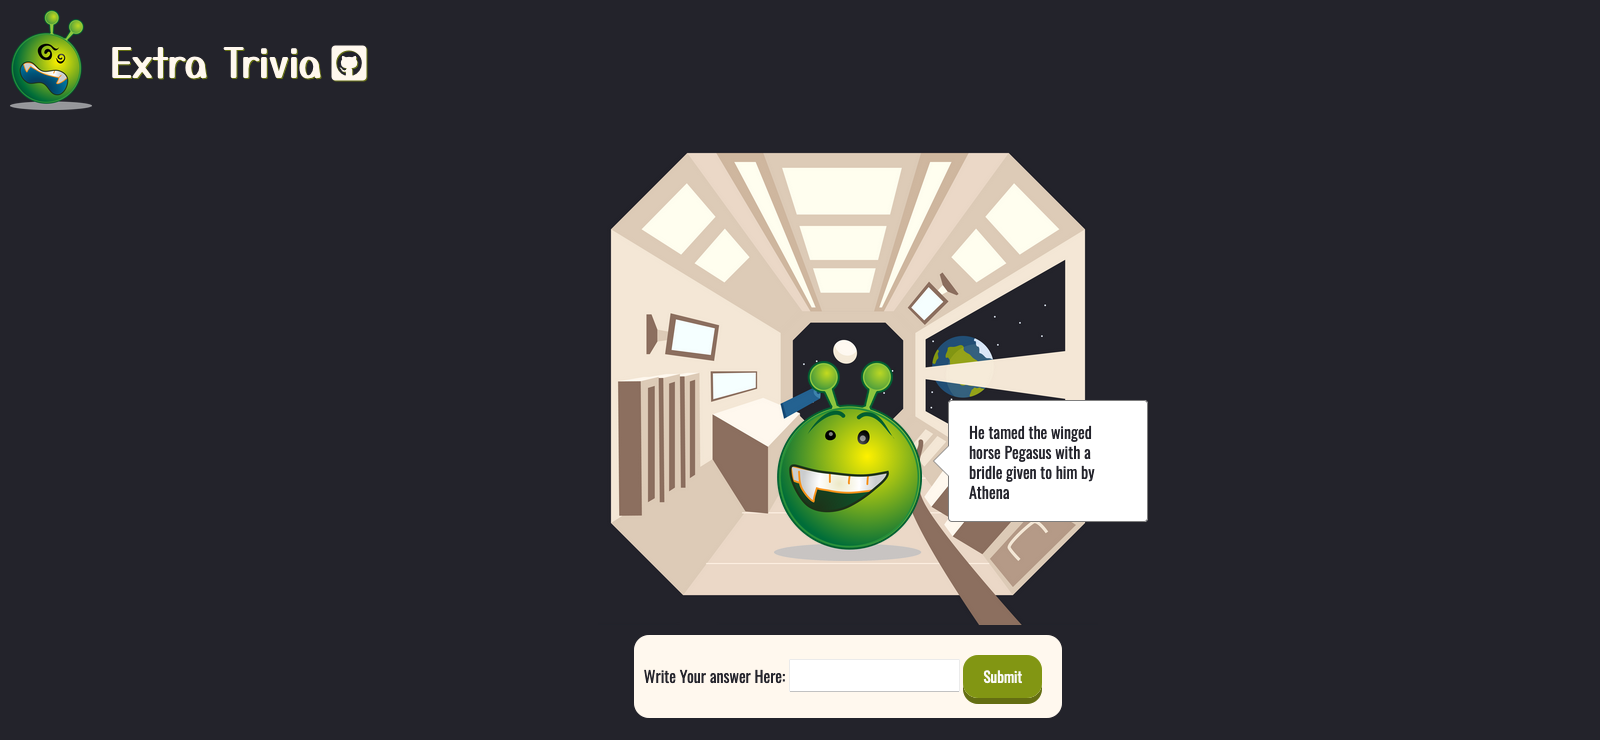 Extra Trivia
He tamed the winged
horse Pegasus with a
bridle given to him by
Athena
Write Your answer Here:
Submit